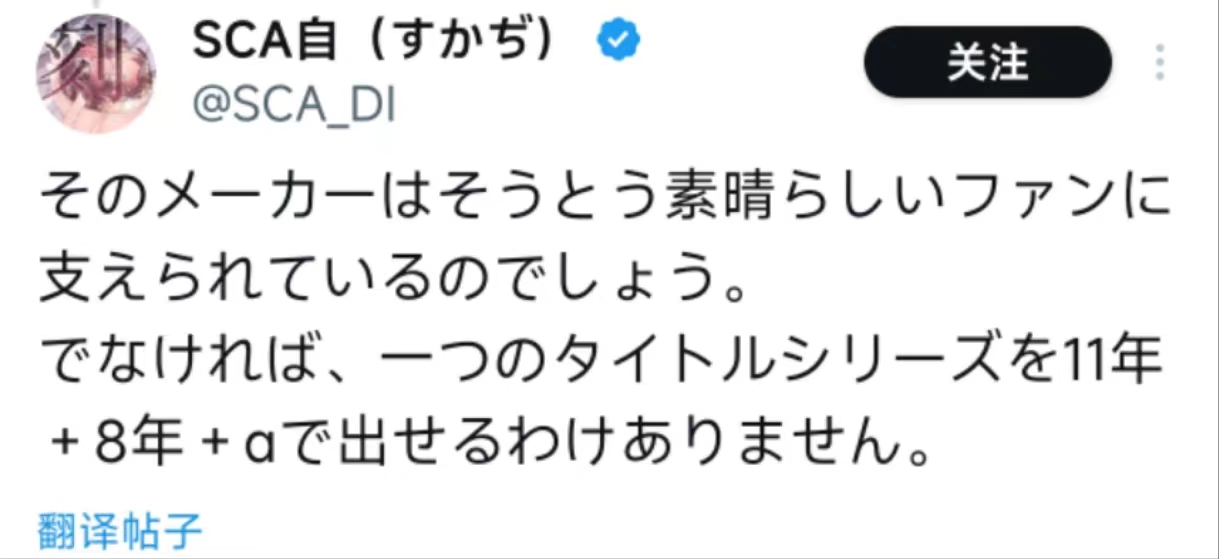 刻
SCA自（すかぢ）
@SCA_DI
关注
そのメーカーはそうとう素晴らしいファンに
支えられているのでしょう。
でなければ、一つのタイトルシリーズを11年
＋8年＋αで出せるわけありません。
翻译帖子